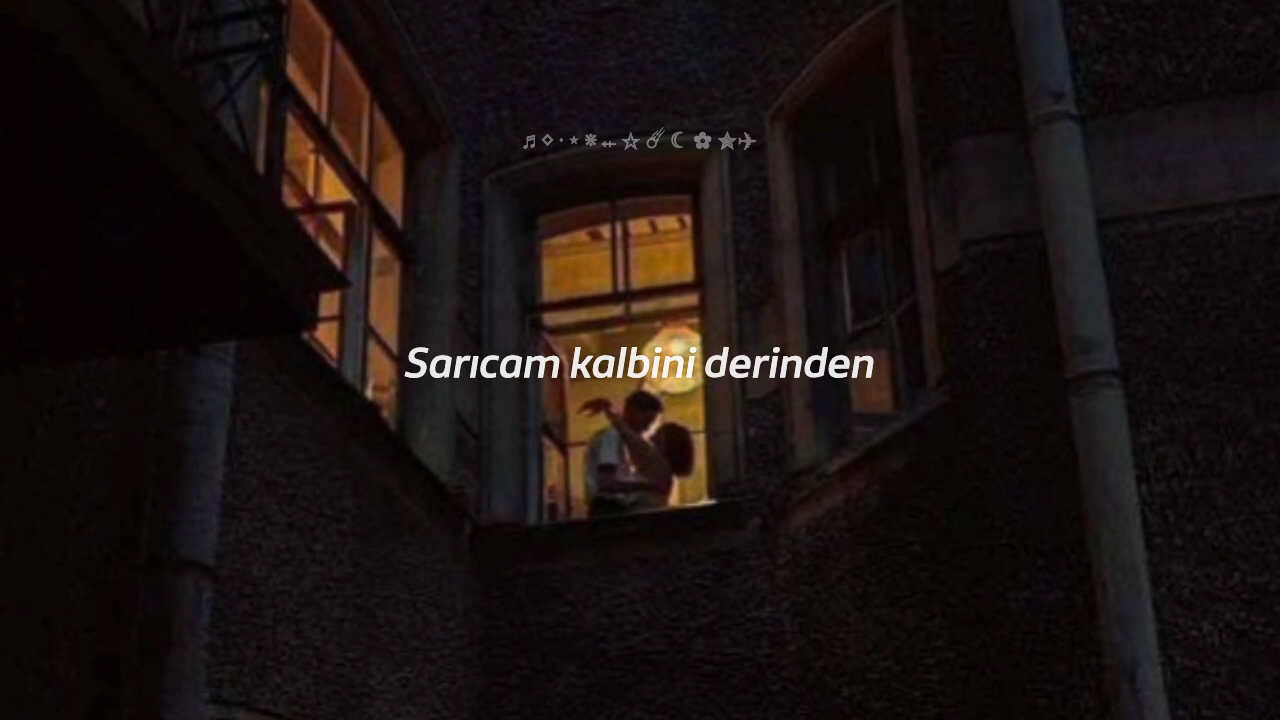 ♬⋄·⋆❊⇠☆☄☾✿✯✈
Sarıcam kalbini derinden